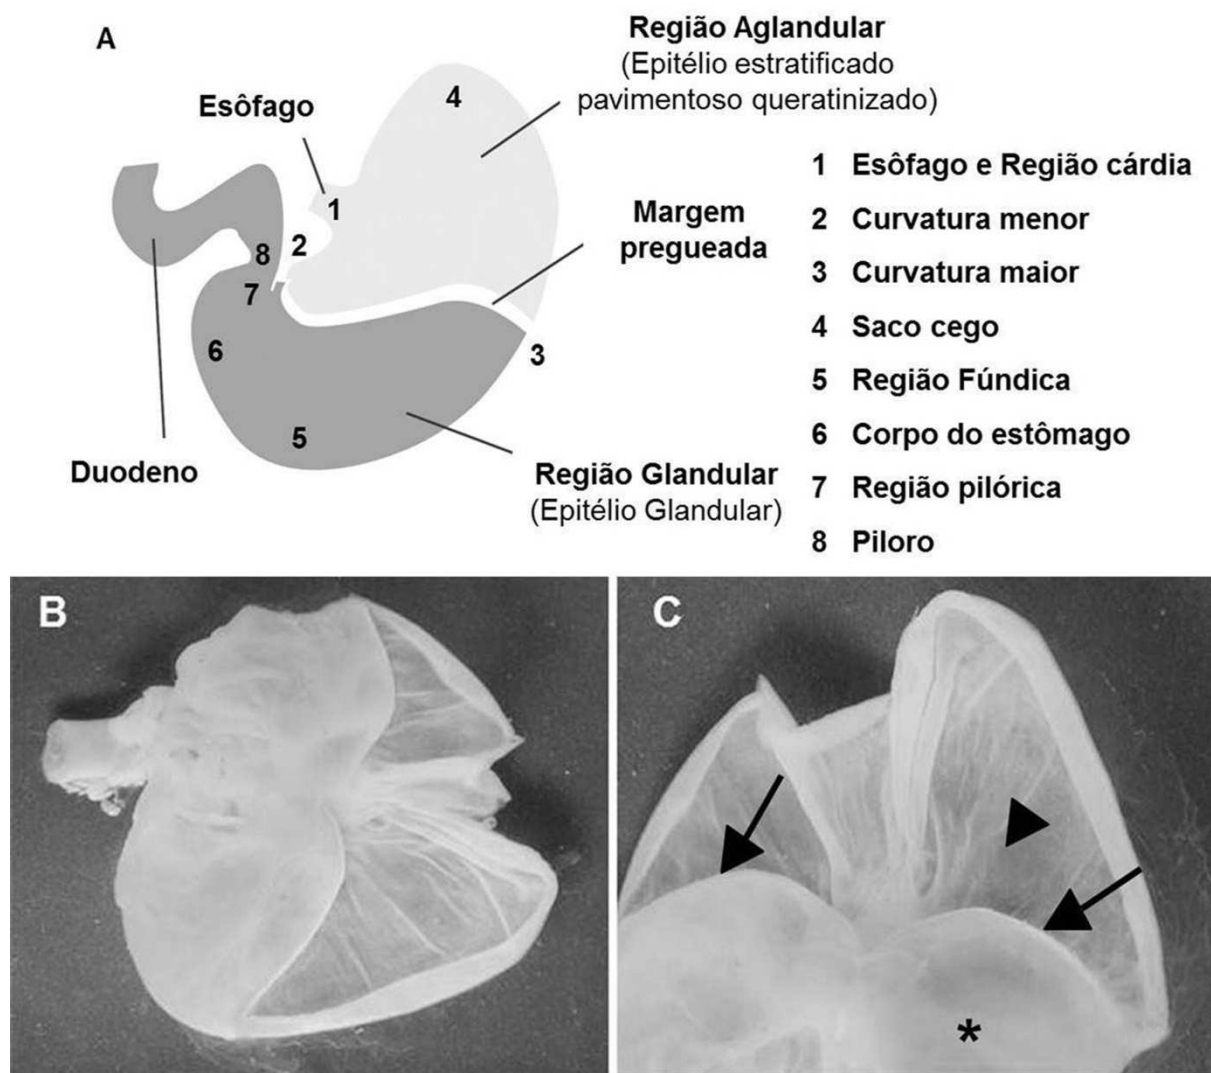 A
Região Aglandular
(Epitélio estratificado
pavimentoso queratinizado)
Esôfago
4
1
Margem
pregueada
2
8
7
6
3
5
Duodeno
Região Glandular
(Epitélio Glandular)
1 Esôfago e Região cárdia
2 Curvatura menor
3 Curvatura maior
4 Saco cego
5 Região Fúndica
6 Corpo do estômago
7 Região pilórica
8 Piloro
B
C
*